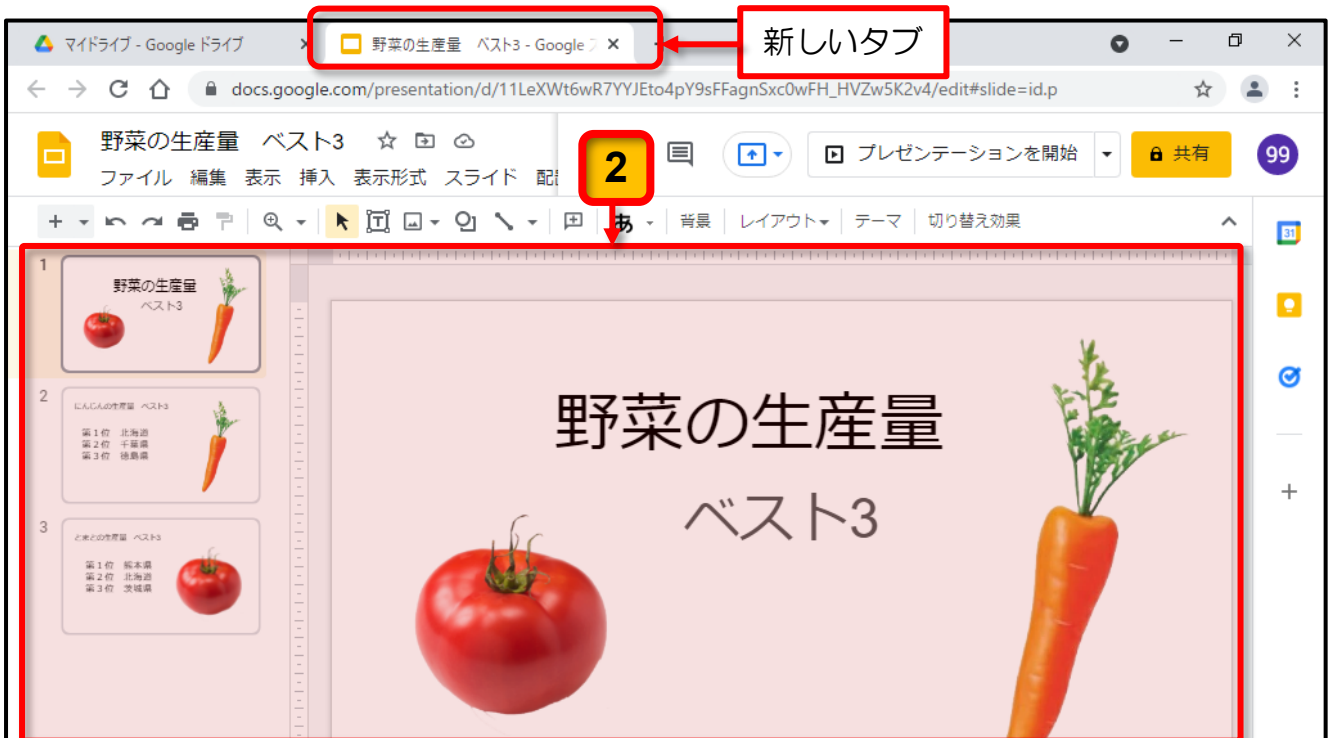 マイドライブ - Google ドライブ
野菜の生産量　ベスト3 - Google ス
新しいタブ
docs.google.com/presentation/d/11LeXWt6wR7YYJEto4pY9sFFagnSxc0wFH_HVZw5K2v4/edit#slide=id.p
野菜の生産量　ベスト3
ファイル 編集 表示 挿入 表示形式 スライド 配
2
プレゼンテーションを開始
共有
99
あ 背景 レイアウト テーマ 切り替え効果
31
1
野菜の生産量
ベスト3
2
にんじんの生産量　ベスト3
第1位　北海道
第2位　千葉県
第3位　徳島県
3
とまとの生産量　ベスト3
第1位　熊本県
第2位　北海道
第3位　茨城県
野菜の生産量
ベスト3